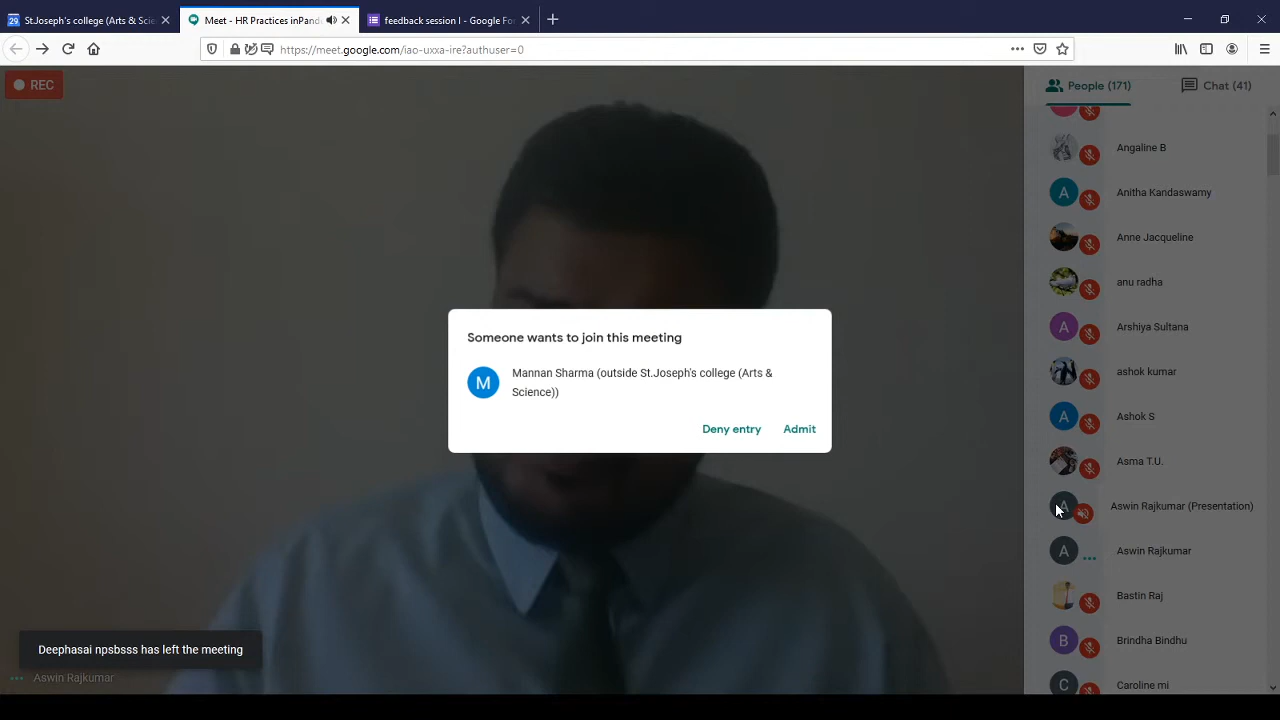 29 St.Joseph's college (Arts & Scie
Meet - HR Practices inPand
feedback session I - Google For
https://meet.google.com/iao-uxxa-ire?authuser=0
REC
People (171)
Chat (41)
Angaline B
A Anitha Kandaswamy
Anne Jacqueline
anu radha
A Arshiya Sultana
ashok kumar
A Ashok S
Asma T.U.
A Aswin Rajkumar (Presentation)
A Aswin Rajkumar
Bastin Raj
B Brindha Bindhu
C Caroline mi
Someone wants to join this meeting
M Mannan Sharma (outside St.Joseph's college (Arts &
Science))
Deny entry Admit
Deephasai npsbsss has left the meeting
Aswin Rajkumar